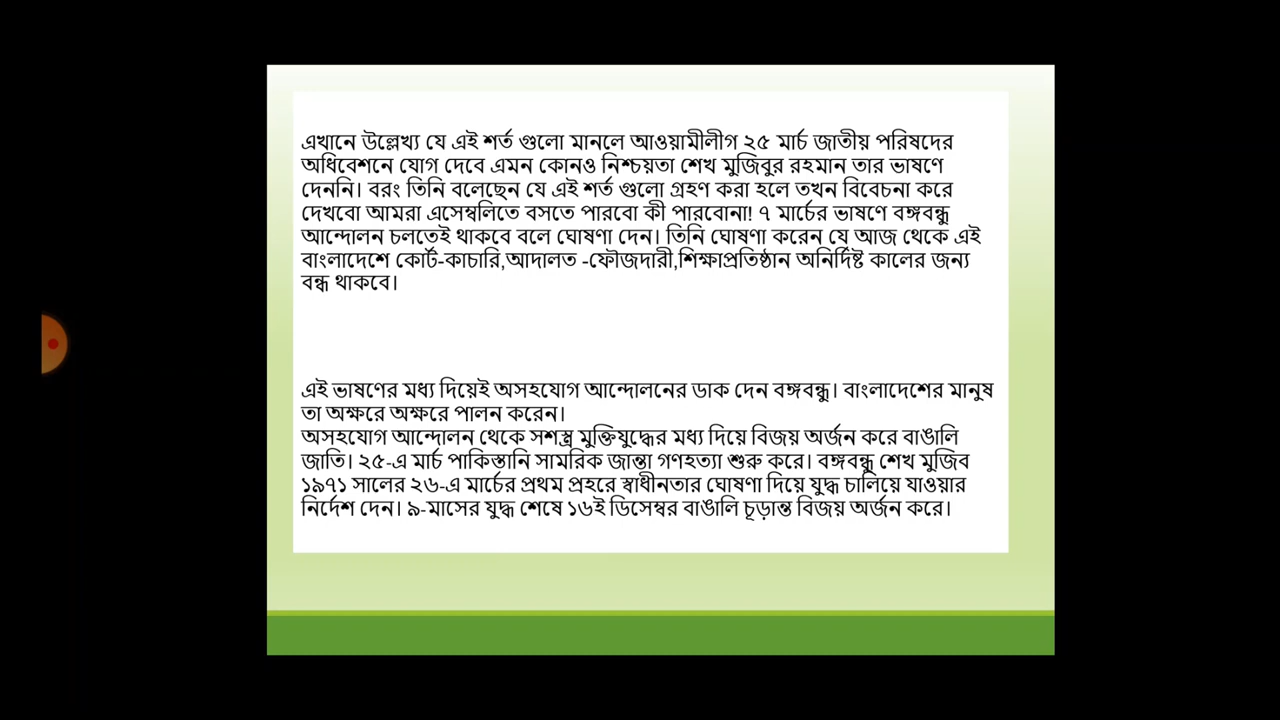 এখানে উল্লেখ্য যে এই শর্ত গুলো মানলে আওয়ামীলীগ ২৫ মার্চ জাতীয় পরিষদের
অধিবেশনে যোগ দেবে এমন কোনও নিশ্চয়তা শেখ মুজিবুর রহমান তার ভাষণে
দেননি। বরং তিনি বলেছেন যে এই শর্ত গুলো গ্রহণ করা হলে তখন বিবেচনা করে
দেখবো আমরা এসেম্বলিতে বসতে পারবো কী পারবোনা! ৭ মার্চের ভাষণে বঙ্গবন্ধু
আন্দোলন চলতেই থাকবে বলে ঘোষণা দেন। তিনি ঘোষণা করেন যে আজ থেকে এই
বাংলাদেশে কোর্ট-কাচারি,আদালত -ফৌজদারী,শিক্ষাপ্রতিষ্ঠান অনির্দিষ্ট কালের জন্য
বন্ধ থাকবে।
এই ভাষণের মধ্য দিয়েই অসহযোগ আন্দোলনের ডাক দেন বঙ্গবন্ধু। বাংলাদেশের মানুষ
তা অক্ষরে অক্ষরে পালন করেন।
অসহযোগ আন্দোলন থেকে সশস্ত্র মুক্তিযুদ্ধের মধ্য দিয়ে বিজয় অর্জন করে বাঙালি
জাতি। ২৫-এ মার্চ পাকিস্তানি সামরিক জান্তা গণহত্যা শুরু করে। বঙ্গবন্ধু শেখ মুজিব
১৯৭১ সালের ২৬-এ মার্চের প্রথম প্রহরে স্বাধীনতার ঘোষণা দিয়ে যুদ্ধ চালিয়ে যাওয়ার
নির্দেশ দেন। ৯-মাসের যুদ্ধ শেষে ১৬ই ডিসেম্বর বাঙালি চূড়ান্ত বিজয় অর্জন করে।